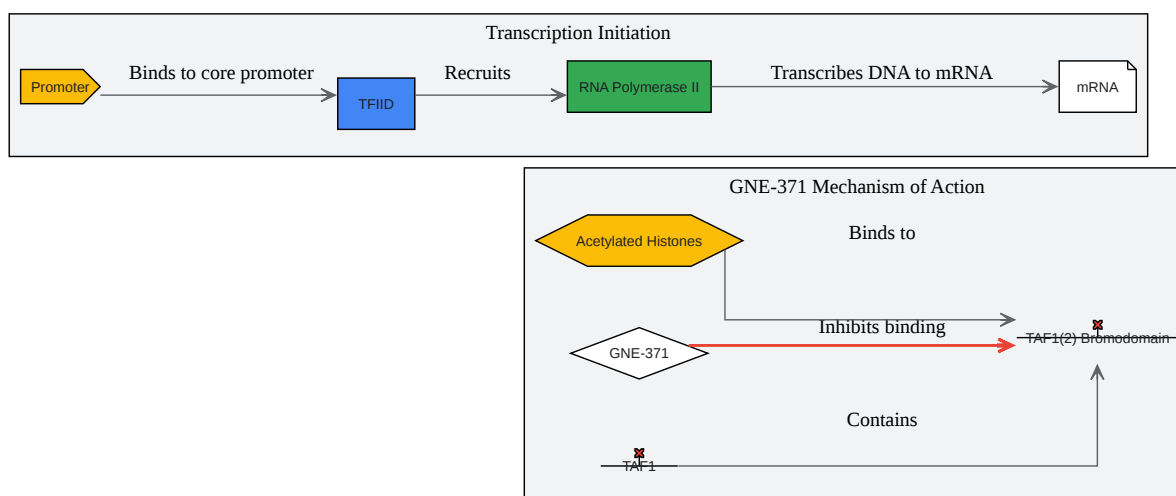 Transcription Initiation
Promoter
Binds to core promoter
TFIID
Recruits
RNA Polymerase II
Transcribes DNA to mRNA
mRNA
GNE-371 Mechanism of Action
Acetylated Histones
Binds to
GNE-371
Inhibits binding
TAF1(2) Bromodomain
Contains
TAF1